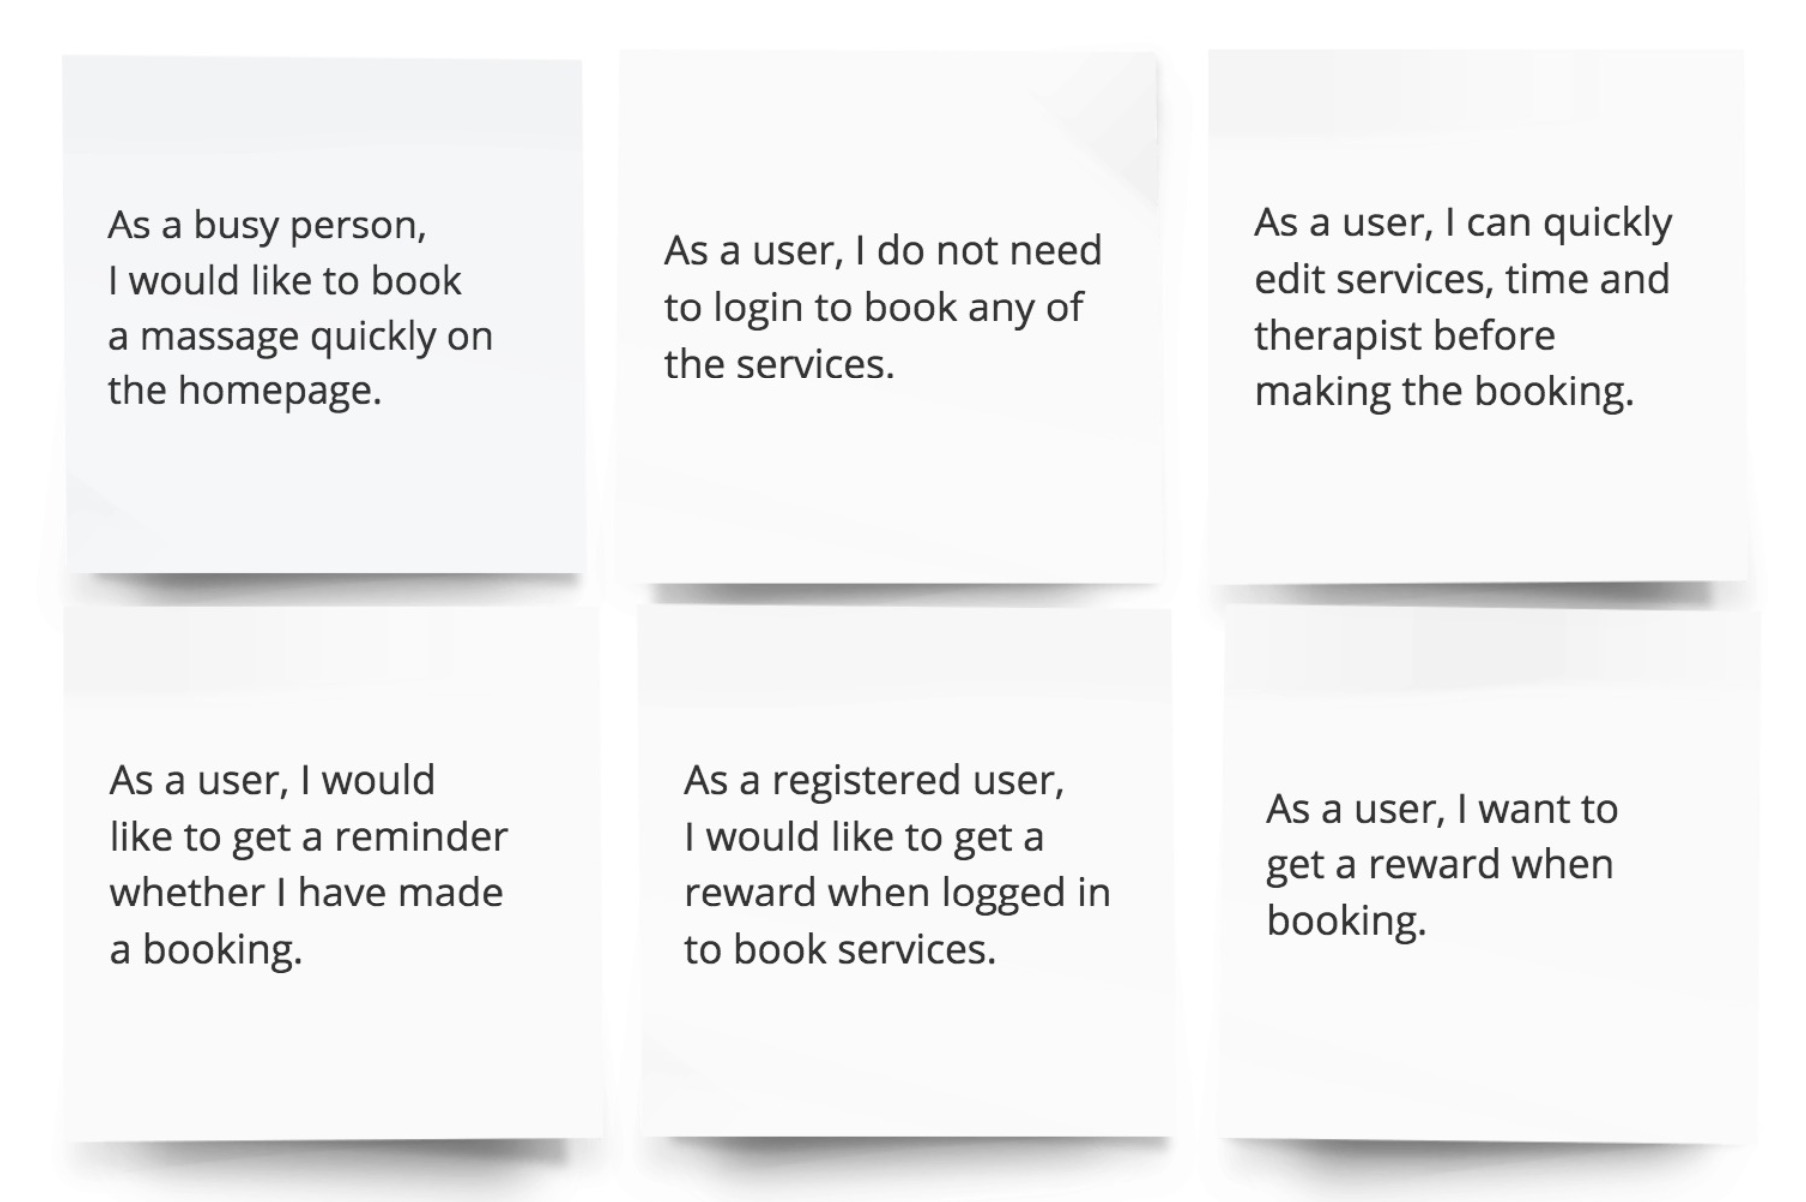 As a busy person,
I would like to book
a massage quickly on
the homepage.
As a user, I do not need
to login to book any of
the services.
As a user, I can quickly
edit services, time and
therapist before
making the booking.
As a user, I would
like to get a reminder
whether I have made
a booking.
As a registered user,
I would like to get a
reward when logged in
to book services.
As a user, I want to
get a reward when
booking.